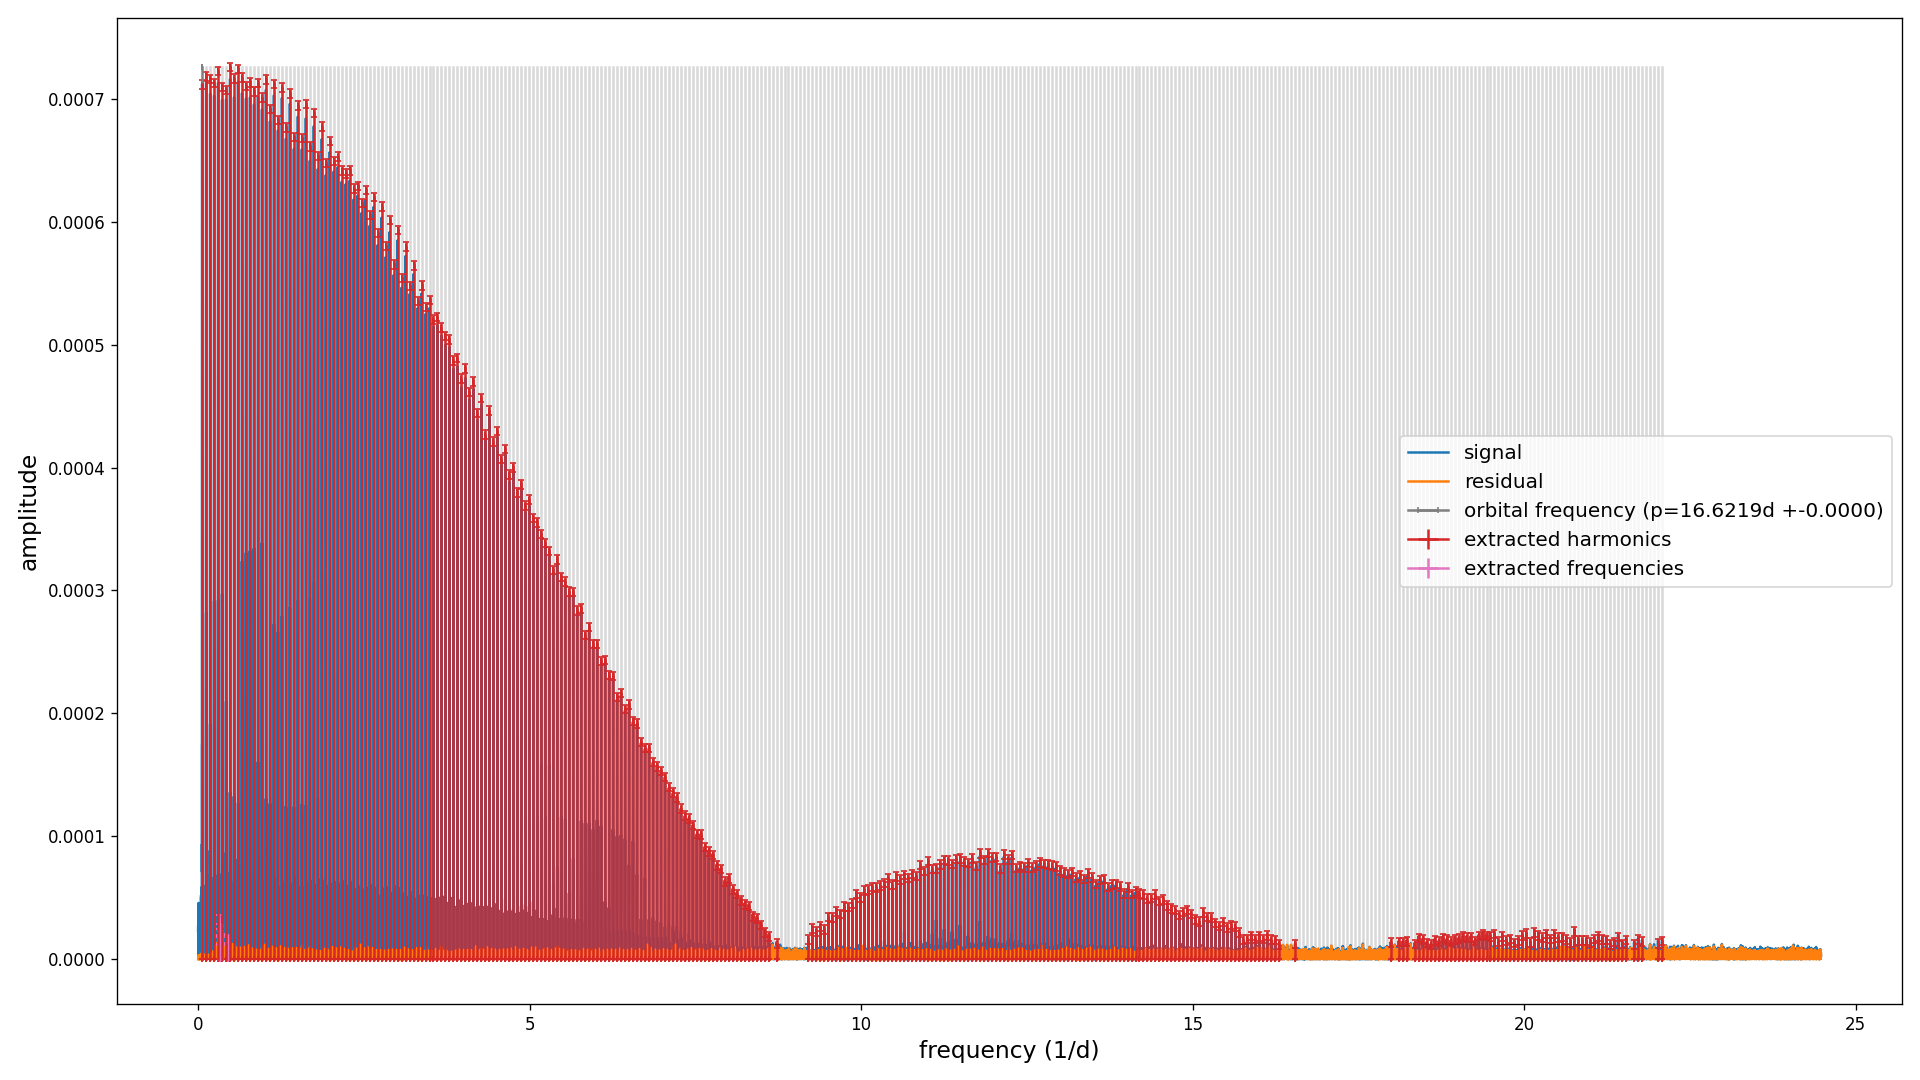 0.0007
0.0006
0.0005
0.0004
0.0003
0.0002
0.0001
0.0000
amplitude
signal
residual
orbital frequency (p=16.6219d +-0.0000)
extracted harmonics
extracted frequencies
0 5 10 15 20 25
frequency (1/d)